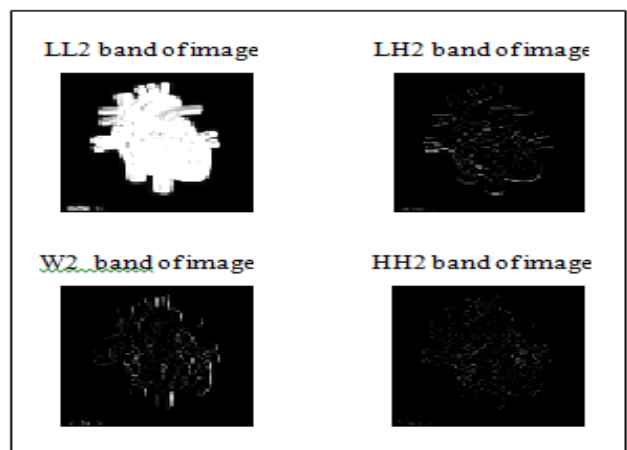 LL2 band of image
LH2 band of image
W2 band of image
HH2 band of image